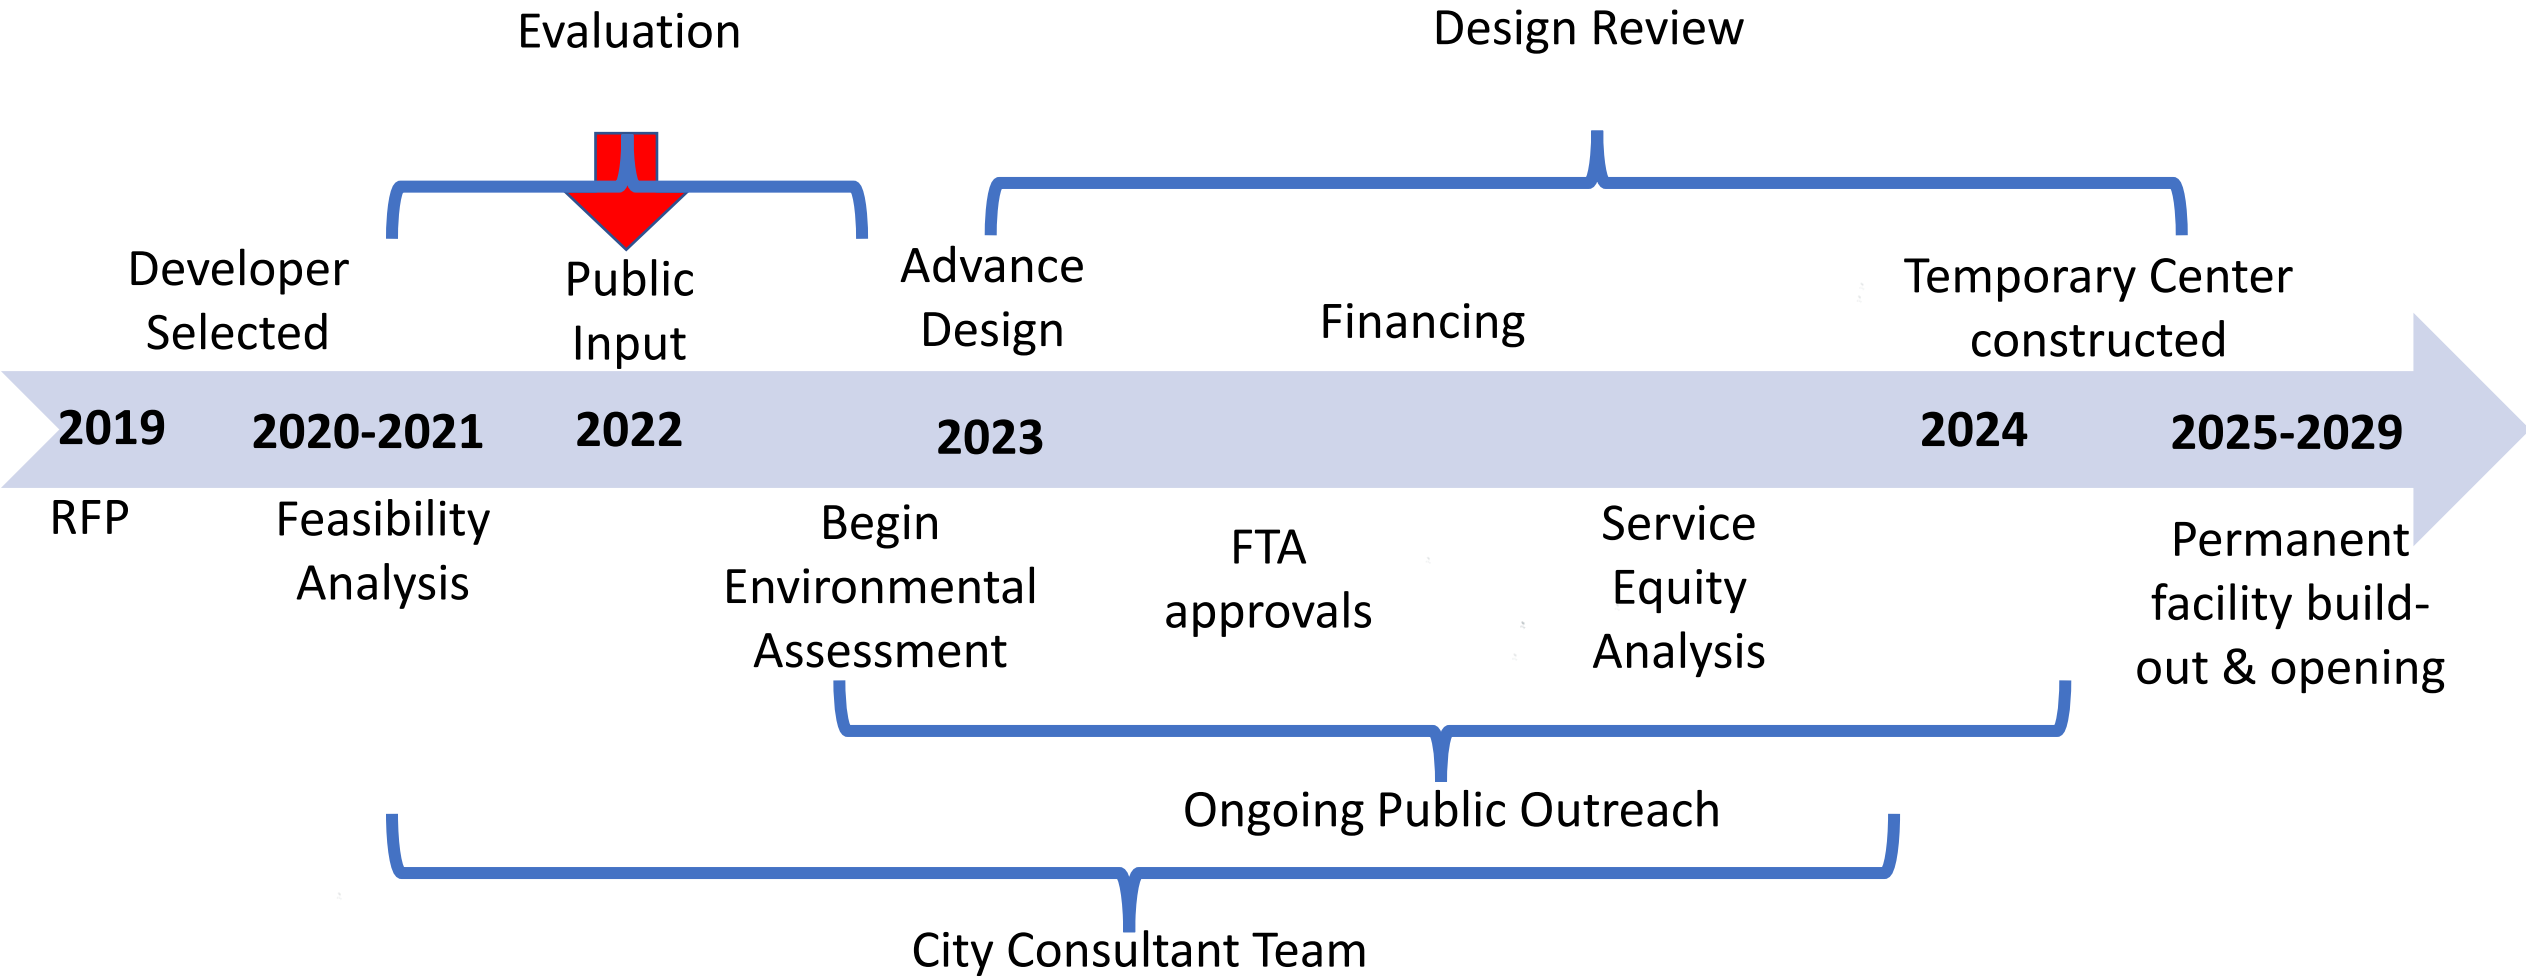 Evaluation
Design Review
Developer
Selected
Public
Input
Advance
Design
Financing
Temporary Center
constructed
2019
2020-2021
2022
2023
2024
2025-2029
RFP
Feasibility
Analysis
Begin
Environmental
Assessment
FTA
approvals
Service
Equity
Analysis
Permanent
facility build-
out & opening
Ongoing Public Outreach
City Consultant Team